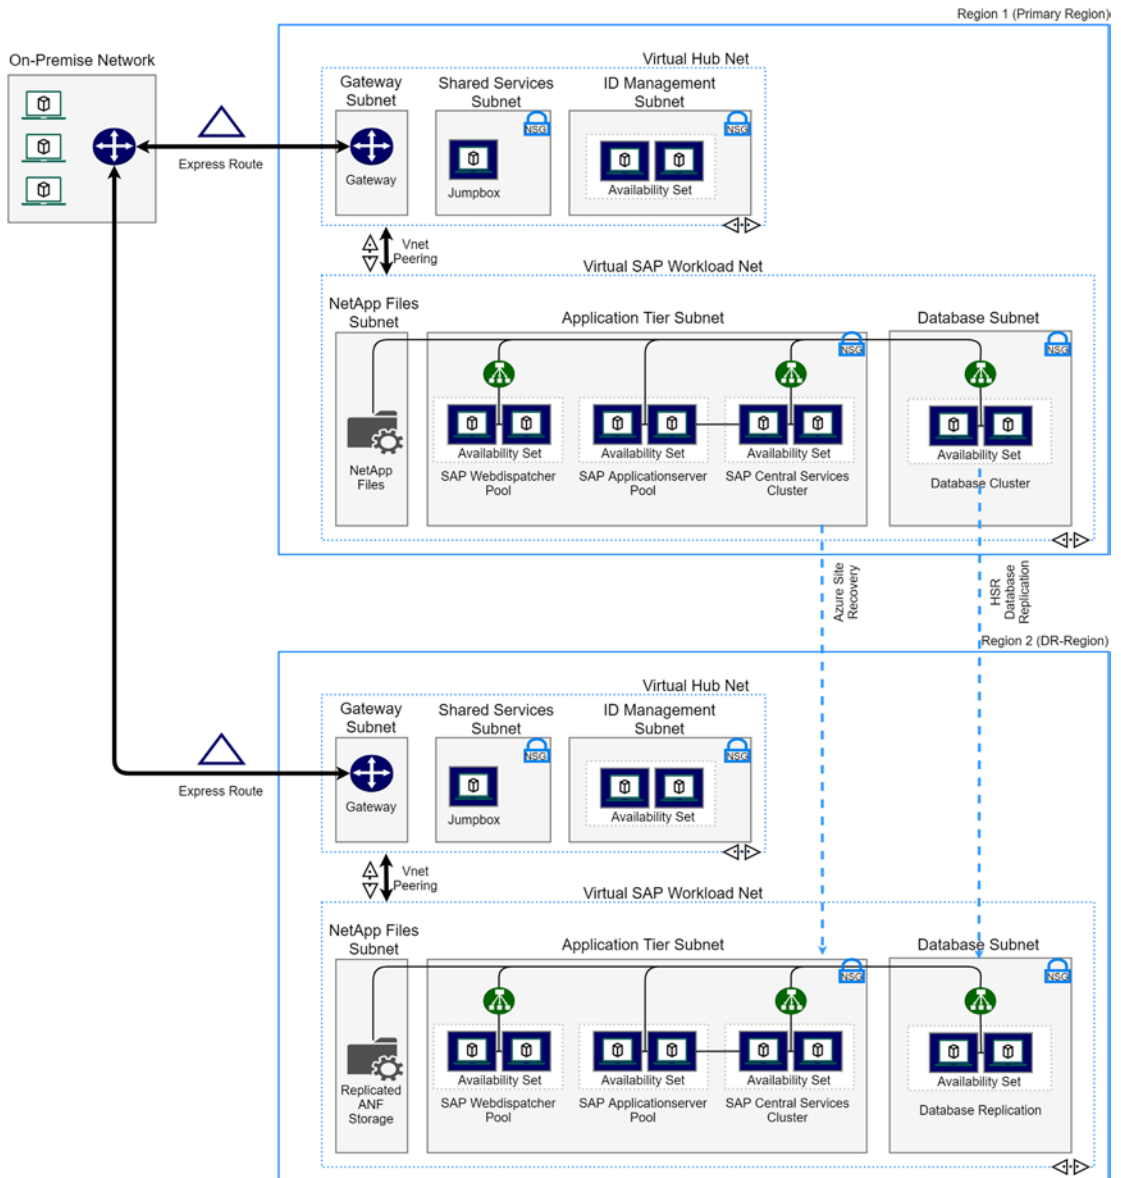 Region 1 (Primary Region)
On-Premise Network
Virtual Hub Net
Gateway
Subnet
Shared Services
Subnet
ID Management
Subnet
NSG
NSG
Express Route
Gateway
Jumpbox
Availability Set
Vnet
Peering
Virtual SAP Workload Net
NetApp Files
Subnet
Application Tier Subnet
Database Subnet
NSG
NSG
NetApp
Files
Availability Set
SAP Webdispatcher
Pool
Availability Set
SAP Applicationserver
Pool
Availability Set
SAP Central Services
Cluster
Availability Set
Database Cluster
Azure Site
Recovery
HSR
Database
Replication
Region 2 (DR-Region)
Virtual Hub Net
Gateway
Subnet
Shared Services
Subnet
ID Management
Subnet
NSG
NSG
Express Route
Gateway
Jumpbox
Availability Set
Vnet
Peering
Virtual SAP Workload Net
NetApp Files
Subnet
Application Tier Subnet
Database Subnet
NSG
NSG
Replicated
ANF
Storage
Availability Set
SAP Webdispatcher
Pool
Availability Set
SAP Applicationserver
Pool
Availability Set
SAP Central Services
Cluster
Availability Set
Database Replication